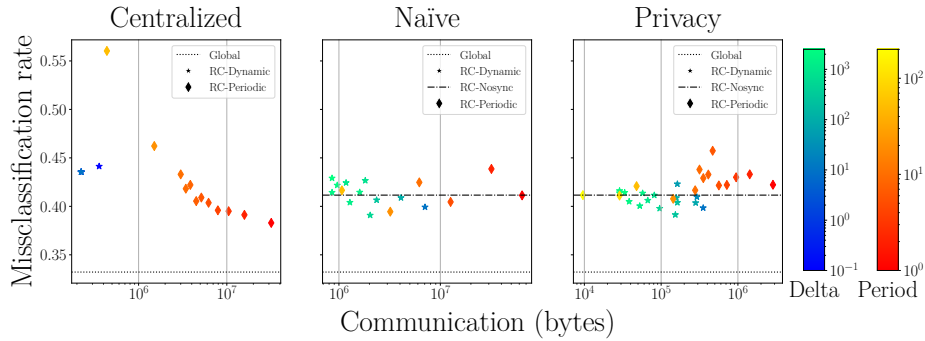 Centralized
Naïve
Privacy
Missclassification rate
0.55
0.50
0.45
0.40
0.35
Global
RC-Dynamic
RC-Periodic
10^6
10^7
Global
RC-Dynamic
RC-Nosync
RC-Periodic
10^6
10^7
Global
RC-Dynamic
RC-Nosync
RC-Periodic
10^4
10^5
10^6
10^3
10^2
10^1
10^0
10^−1
Delta
10^2
10^1
10^0
Period
Communication (bytes)